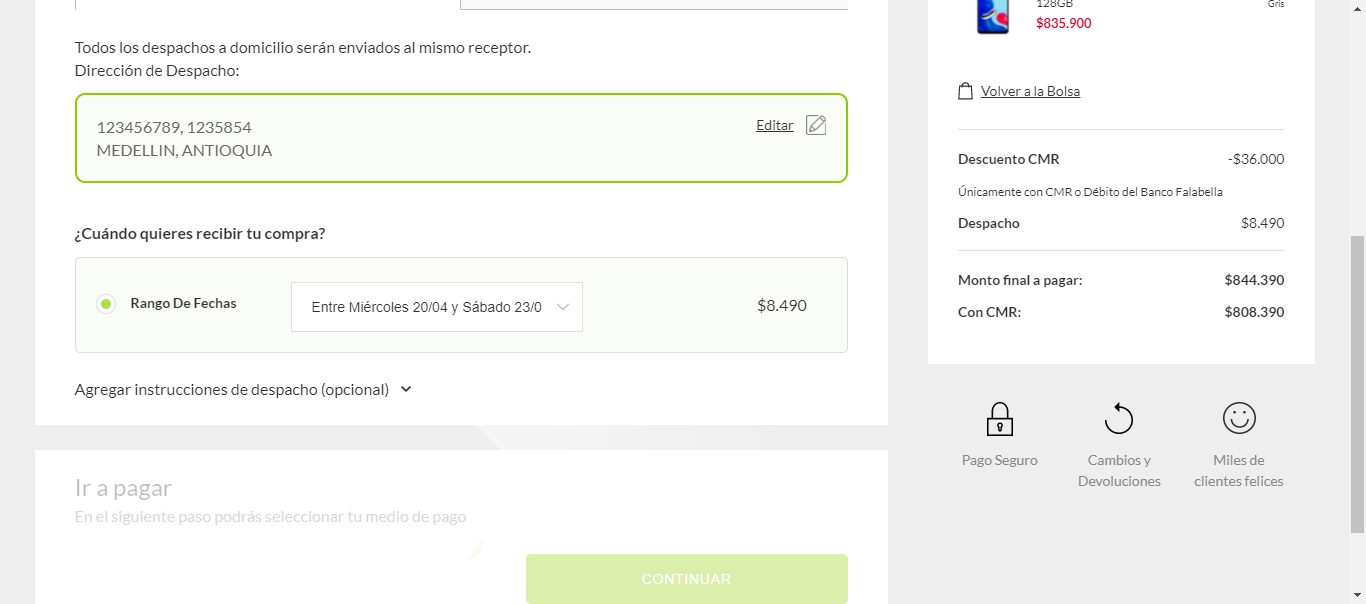 Todos los despachos a domicilio serán enviados al mismo receptor.
Dirección de Despacho:
123456789, 1235854
MEDELLIN, ANTIOQUIA
Editar
¿Cuándo quieres recibir tu compra?
Rango De Fechas
Entre Miércoles 20/04 y Sábado 23/0
$8.490
Agregar instrucciones de despacho (opcional)
Ir a pagar
En el siguiente paso podrás seleccionar tu medio de pago
CONTINUAR
128GB
Gris
$835.900
Volver a la Bolsa
Descuento CMR
-$36.000
Únicamente con CMR o Débito del Banco Falabella
Despacho
$8.490
Monto final a pagar:
$844.390
Con CMR:
$808.390
Pago Seguro
Cambios y
Devoluciones
Miles de
clientes felices